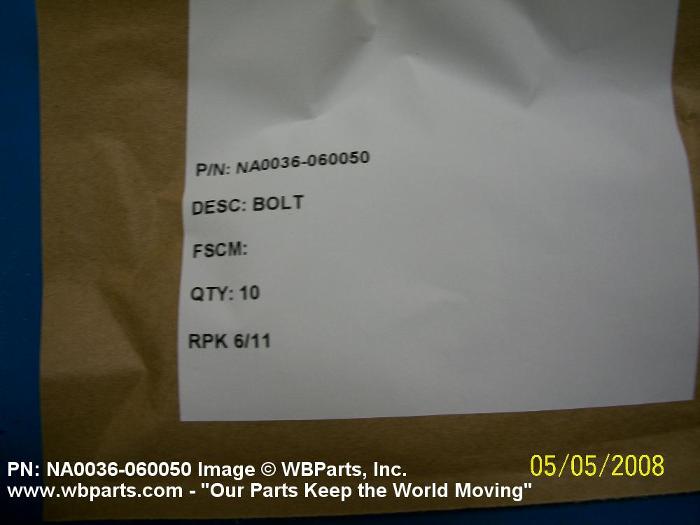 P/N: NA0036-060050
DESC: BOLT
FSCM:
QTY: 10
RPK 6/11
05/05/2008
PN: NA0036-060050 Image © WBParts, Inc.
www.wbparts.com - "Our Parts Keep the World Moving"